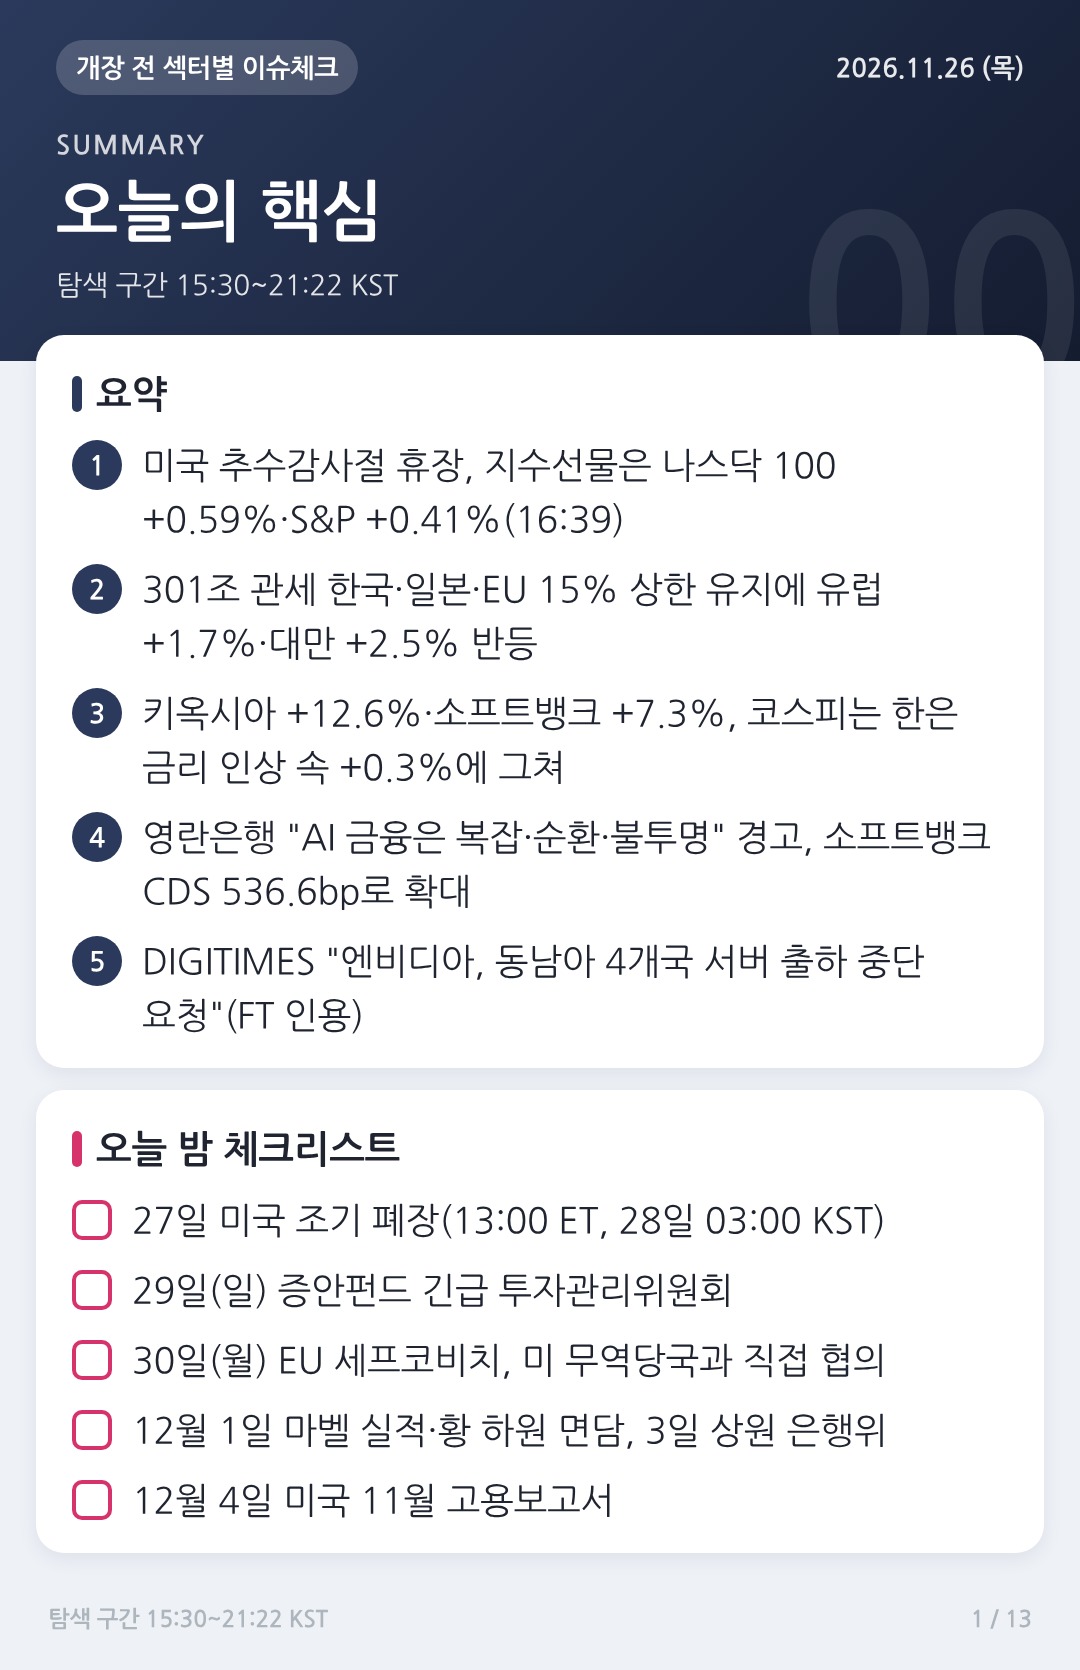 개장 전 섹터별 이슈체크
2026.11.26 (목)
SUMMARY
오늘의 핵심
탐색 구간 15:30~21:22 KST
00
요약
1 미국 추수감사절 휴장, 지수선물은 나스닥 100
+0.59%·S&P +0.41%(16:39)
2 301조 관세 한국·일본·EU 15% 상한 유지에 유럽
+1.7%·대만 +2.5% 반등
3 키옥시아 +12.6%·소프트뱅크 +7.3%, 코스피는 한은
금리 인상 속 +0.3%에 그쳐
4 영란은행 "AI 금융은 복잡·순환·불투명" 경고, 소프트뱅크
CDS 536.6bp로 확대
5 DIGITIMES "엔비디아, 동남아 4개국 서버 출하 중단
요청"(FT 인용)
오늘 밤 체크리스트
27일 미국 조기 폐장(13:00 ET, 28일 03:00 KST)
29일(일) 증안펀드 긴급 투자관리위원회
30일(월) EU 세프코비치, 미 무역당국과 직접 협의
12월 1일 마벨 실적·황 하원 면담, 3일 상원 은행위
12월 4일 미국 11월 고용보고서
탐색 구간 15:30~21:22 KST
1 / 13